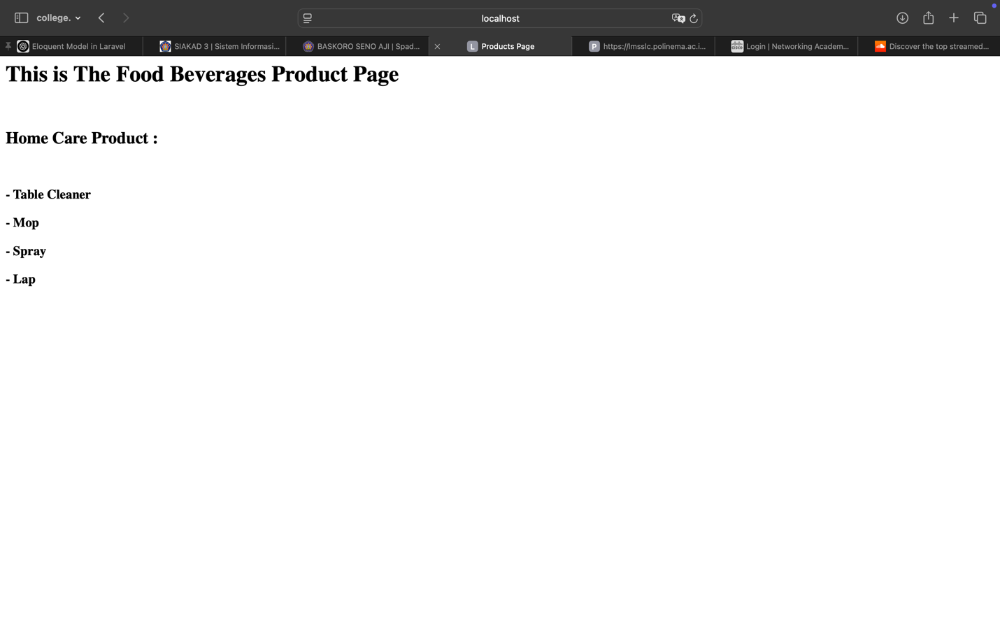 college.
localhost
Eloquent Model in Laravel
SIAKAD 3 | Sistem Informasi...
BASKORO SENO AJI | Spad...
L Products Page
P https://lmsslc.polinema.ac.i...
Login | Networking Academ...
Discover the top streamed...
This is The Food Beverages Product Page
Home Care Product :
- Table Cleaner
- Mop
- Spray
- Lap